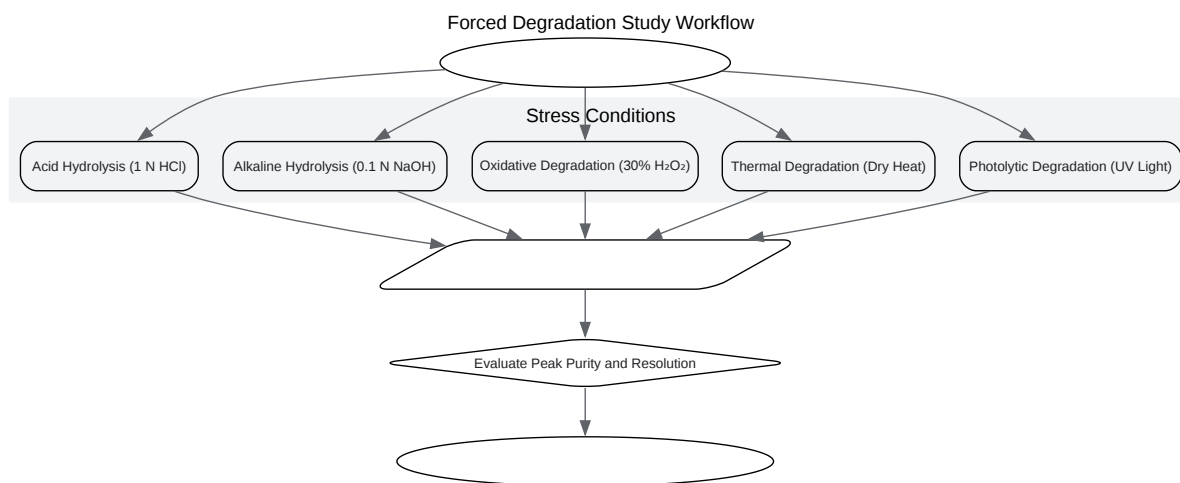 Forced Degradation Study Workflow
Stress Conditions
Acid Hydrolysis (1 N HCl)
Alkaline Hydrolysis (0.1 N NaOH)
Oxidative Degradation (30% H₂O₂)
Thermal Degradation (Dry Heat)
Photolytic Degradation (UV Light)
Evaluate Peak Purity and Resolution